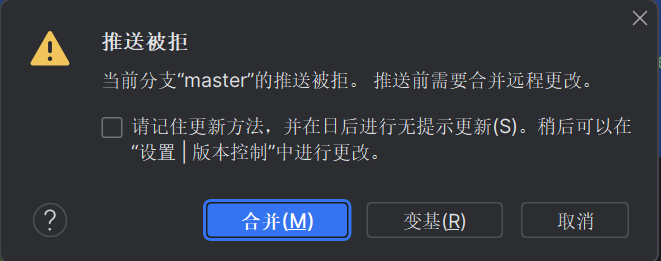 推送被拒
当前分支“master”的推送被拒。 推送前需要合并远程更改。
请记住更新方法，并在日后进行无提示更新(S)。稍后可以在
“设置 | 版本控制”中进行更改。
?
合并(M)
变基(R)
取消